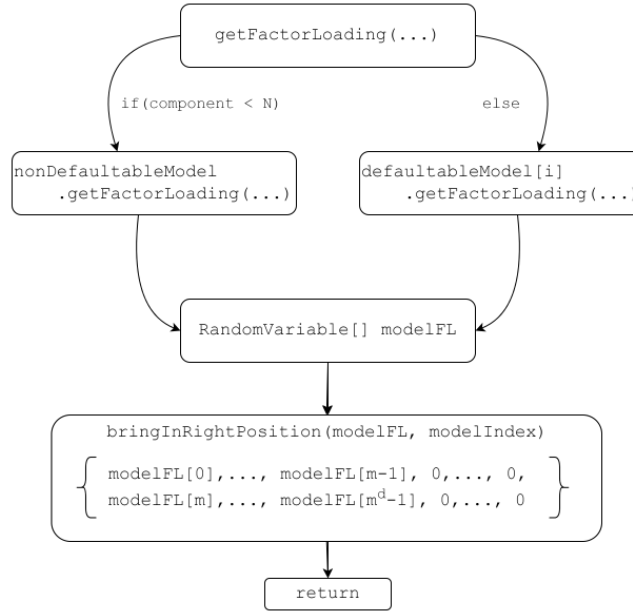 getFactorLoading(...)
if(component < N)
else
nonDefaultableModel
.getFactorLoading(...)
defaultableModel[i]
.getFactorLoading(...)
RandomVariable[] modelFL
bringInRightPosition(modelFL, modelIndex)
{ modelFL[0],..., modelFL[m-1], 0,..., 0,
modelFL[m],..., modelFL[mᵈ-1], 0,..., 0 }
return